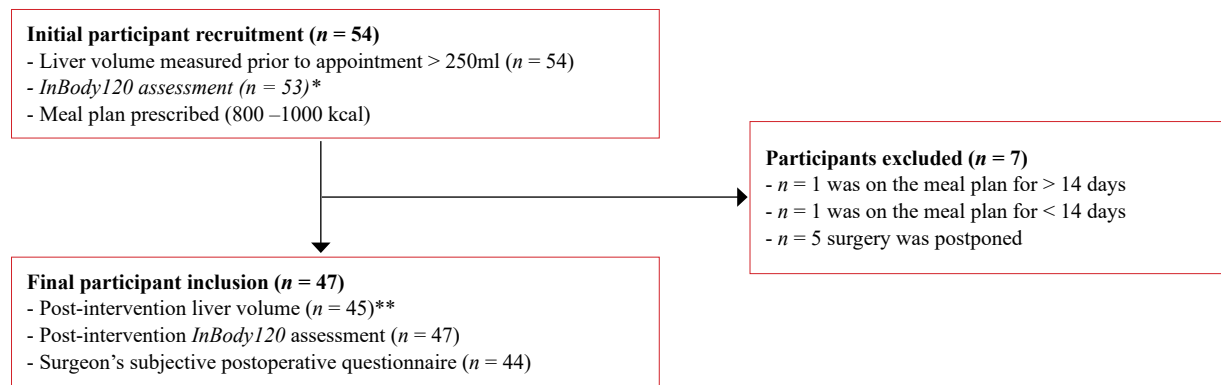 Initial participant recruitment (n = 54)
- Liver volume measured prior to appointment > 250ml (n = 54)
- InBody120 assessment (n = 53)*
- Meal plan prescribed (800 –1000 kcal)
Participants excluded (n = 7)
- n = 1 was on the meal plan for > 14 days
- n = 1 was on the meal plan for < 14 days
- n = 5 surgery was postponed
Final participant inclusion (n = 47)
- Post-intervention liver volume (n = 45)**
- Post-intervention InBody120 assessment (n = 47)
- Surgeon’s subjective postoperative questionnaire (n = 44)